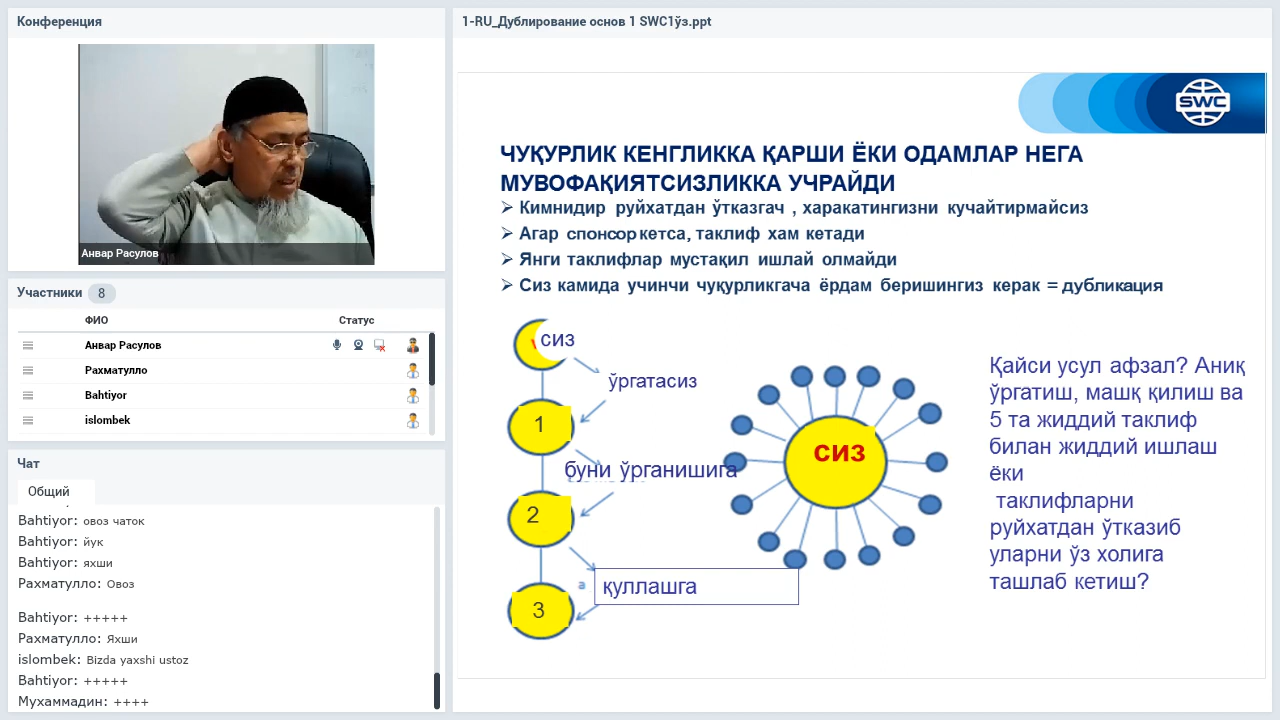 Конференция
Анвар Расулов
Участники 8
ФИО Статус
Анвар Расулов
Рахматулло
Bahtiyor
islombek
Чат
Общий
Bahtiyor: овоз чаток
Bahtiyor: йук
Bahtiyor: яхши
Рахматулло: Овоз
Bahtiyor: +++++
Рахматулло: Яхши
islombek: Bizda yaxshi ustoz
Bahtiyor: +++++
Мухаммадин: ++++
1-RU_Дублирование основ 1 SWC1ўз.ppt
SWC
ЧУҚУРЛИК КЕНГЛИККА ҚАРШИ ЁКИ ОДАМЛАР НЕГА
МУВОФАҚИЯТСИЗЛИККА УЧРАЙДИ
Кимнидир руйхатдан ўтказгач , харакатингизни кучайтирмайсиз
Агар спонсор кетса, таклиф хам кетади
Янги таклифлар мустақил ишлай олмайди
Сиз камида учинчи чуқурликгача ёрдам беришингиз керак = дубликация
сиз
ўргатасиз
1
буни ўрганишига
2
а
қуллашга
3
сиз
Қайси усул афзал? Аниқ
ўргатиш, машқ қилиш ва
5 та жиддий таклиф
билан жиддий ишлаш
ёки
таклифларни
руйхатдан ўтказиб
уларни ўз холига
ташлаб кетиш?